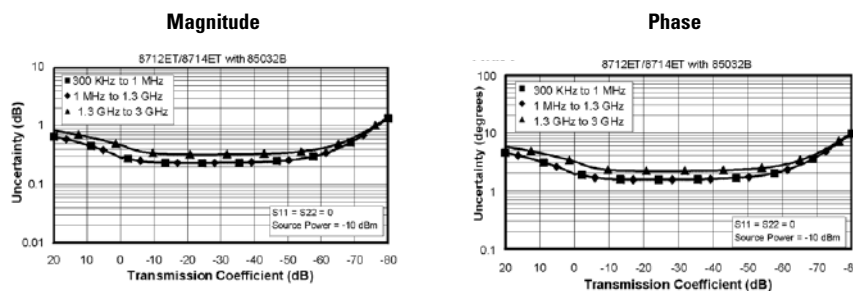 Magnitude
8712ET/8714ET with 85032B
10
1
0.1
0.01
Uncertainty (dB)
300 KHz to 1 MHz
1 MHz to 1.3 GHz
1.3 GHz to 3 GHz
S11 = S22 = 0
Source Power = -10 dBm
20 10 0 -10 -20 -30 -40 -50 -60 -70 -80
Transmission Coefficient (dB)
Phase
8712ET/8714ET with 85032B
100
10
1
0.1
Uncertainty (degrees)
300 KHz to 1 MHz
1 MHz to 1.3 GHz
1.3 GHz to 3 GHz
S11 = S22 = 0
Source Power = -10 dBm
20 10 0 -10 -20 -30 -40 -50 -60 -70
Transmission Coefficient (dB)